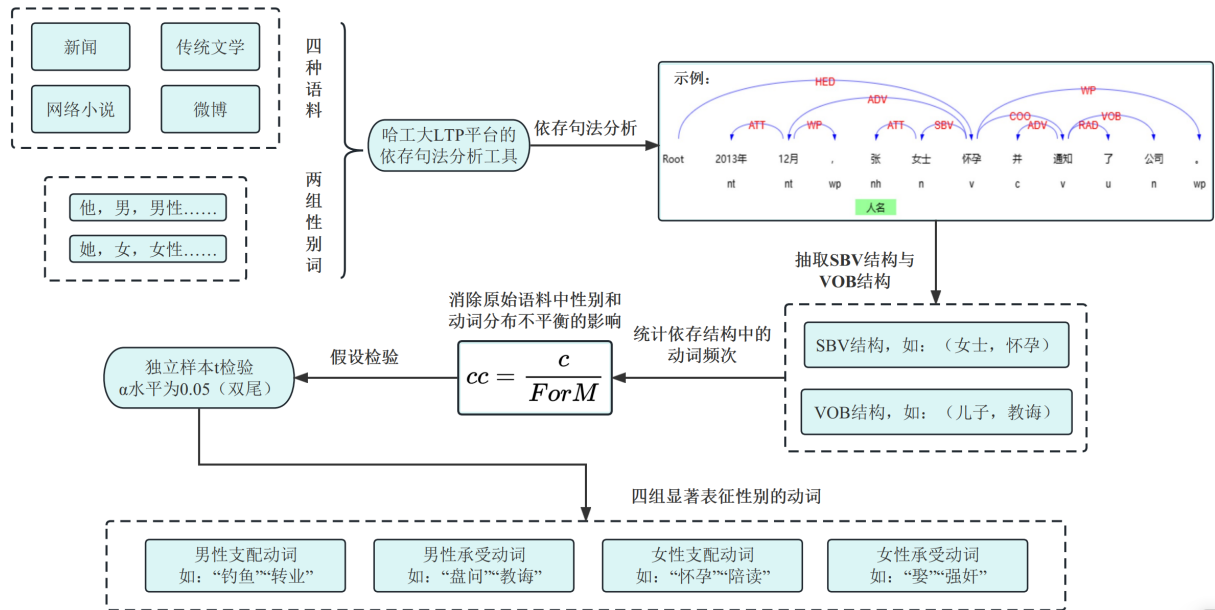 新闻
传统文学
网络小说
微博
四种语料
他，男，男性……
她，女，女性……
两组性别词
哈工大LTP平台的
依存句法分析工具
依存句法分析
示例：
HED
WP
ADV
COO
VOB
ATT
WP
ATT
SBV
ADV
RAD
Root 2013年 12月 ， 张 女士 怀孕 并 通知 了 公司 。
nt nt wp nh n v c v u n wp
人名
抽取SBV结构与
VOB结构
SBV结构，如：（女士，怀孕）
VOB结构，如：（儿子，教诲）
统计依存结构中的
动词频次
消除原始语料中性别和
动词分布不平衡的影响
cc = c / ForM
假设检验
独立样本t检验
α水平为0.05（双尾）
四组显著表征性别的动词
男性支配动词
如：“钓鱼”“转业”
男性承受动词
如：“盘问”“教诲”
女性支配动词
如：“怀孕”“陪读”
女性承受动词
如：“娶”“强奸”